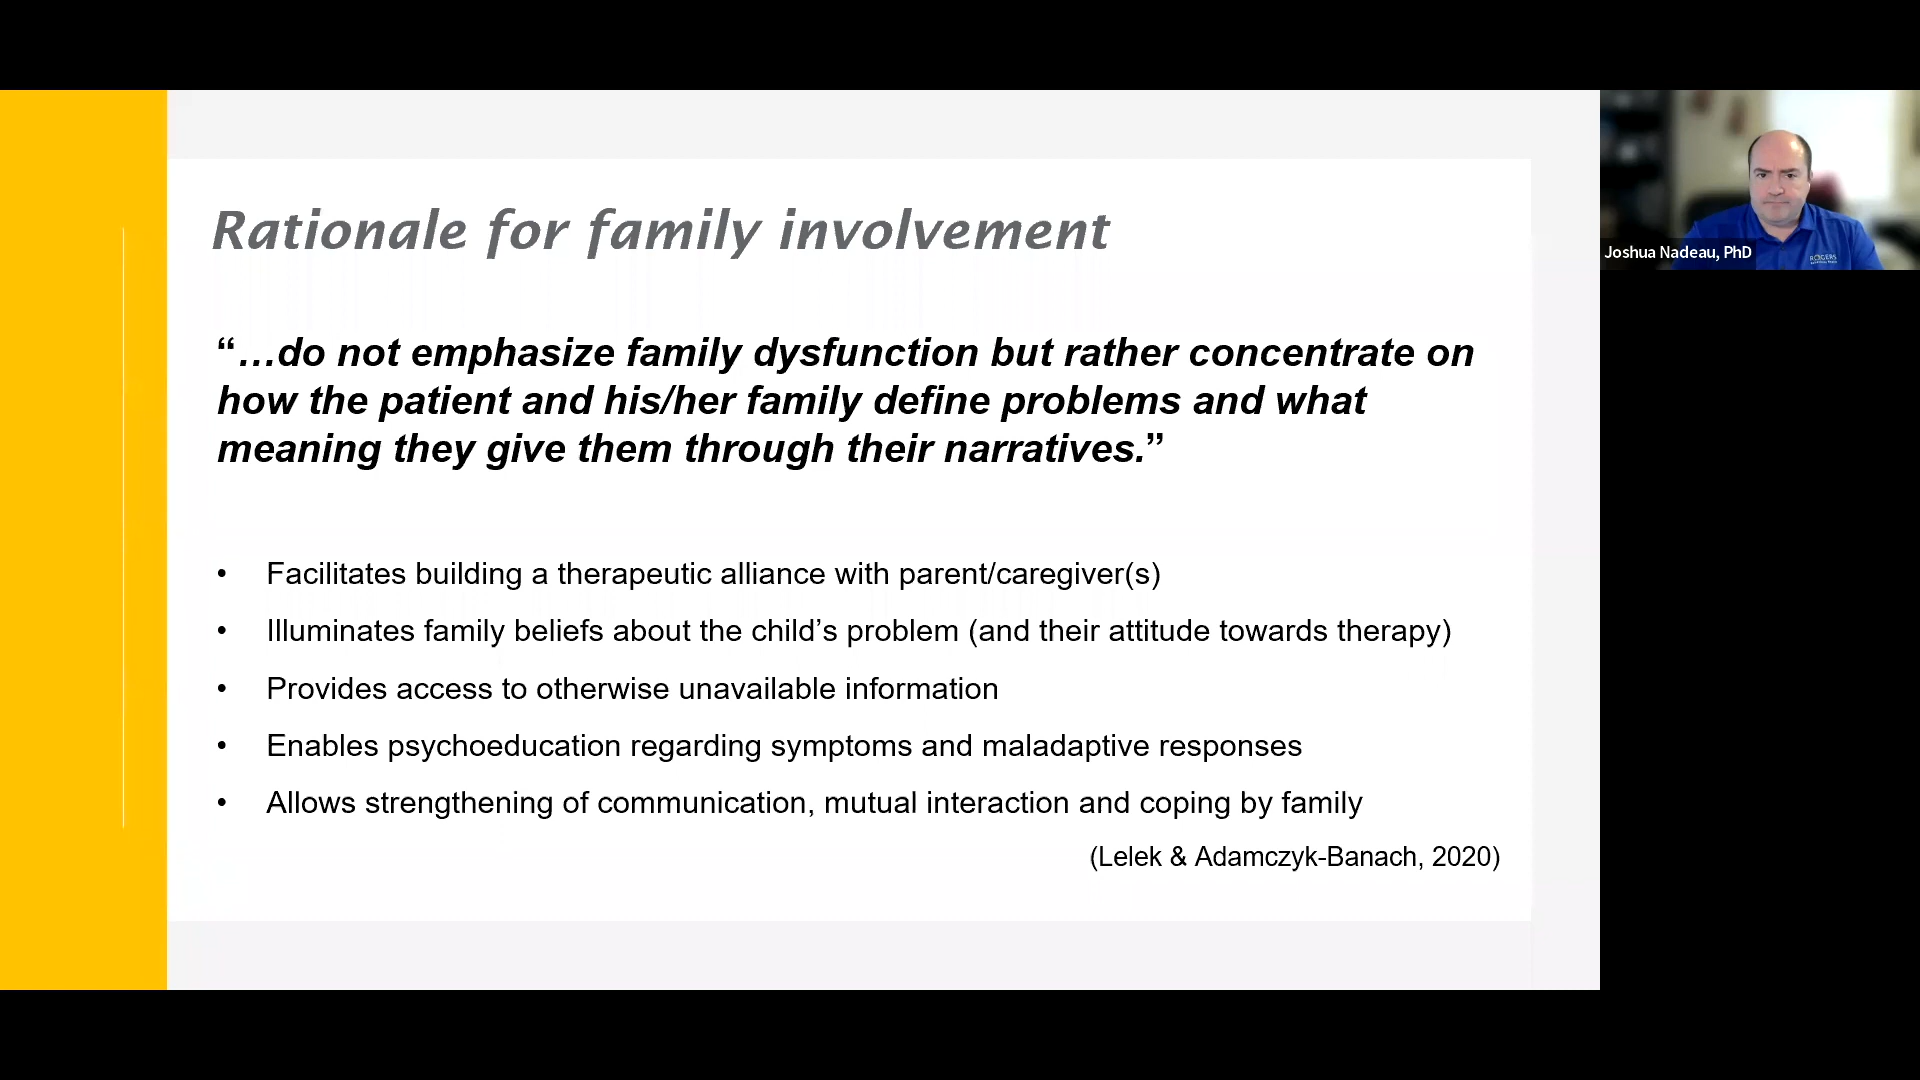 Rationale for family involvement
“…do not emphasize family dysfunction but rather concentrate on
how the patient and his/her family define problems and what
meaning they give them through their narratives.”
• Facilitates building a therapeutic alliance with parent/caregiver(s)
• Illuminates family beliefs about the child’s problem (and their attitude towards therapy)
• Provides access to otherwise unavailable information
• Enables psychoeducation regarding symptoms and maladaptive responses
• Allows strengthening of communication, mutual interaction and coping by family
(Lelek & Adamczyk-Banach, 2020)
Joshua Nadeau, PhD
ROGERS